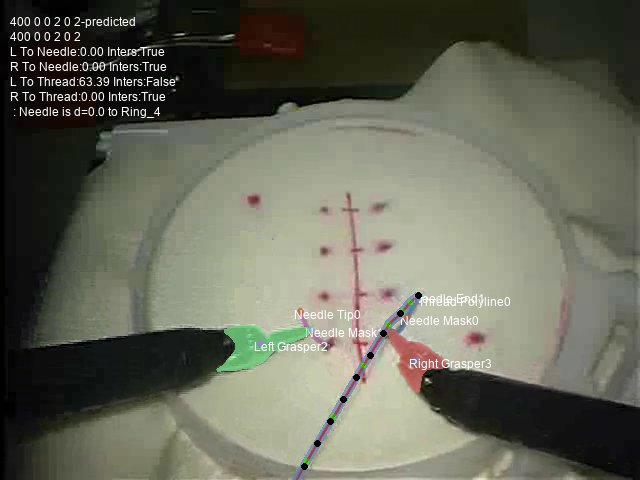 400 0 0 2 0 2-predicted
400 0 0 2 0 2
L To Needle:0.00 Inters:True
R To Needle:0.00 Inters:True
L To Thread:63.39 Inters:False
R To Thread:0.00 Inters:True
: Needle is d=0.0 to Ring_4
Needle End1
Thread Polyline0
Needle Tip0
Needle Mask0
Needle Mask
Left Grasper2
Right Grasper3